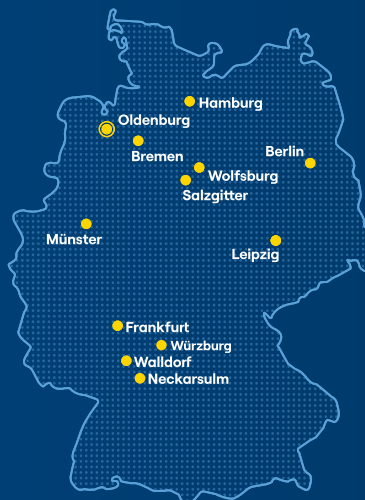 Hamburg
Oldenburg
Bremen
Berlin
Wolfsburg
Salzgitter
Münster
Leipzig
Frankfurt
Würzburg
Walldorf
Neckarsulm